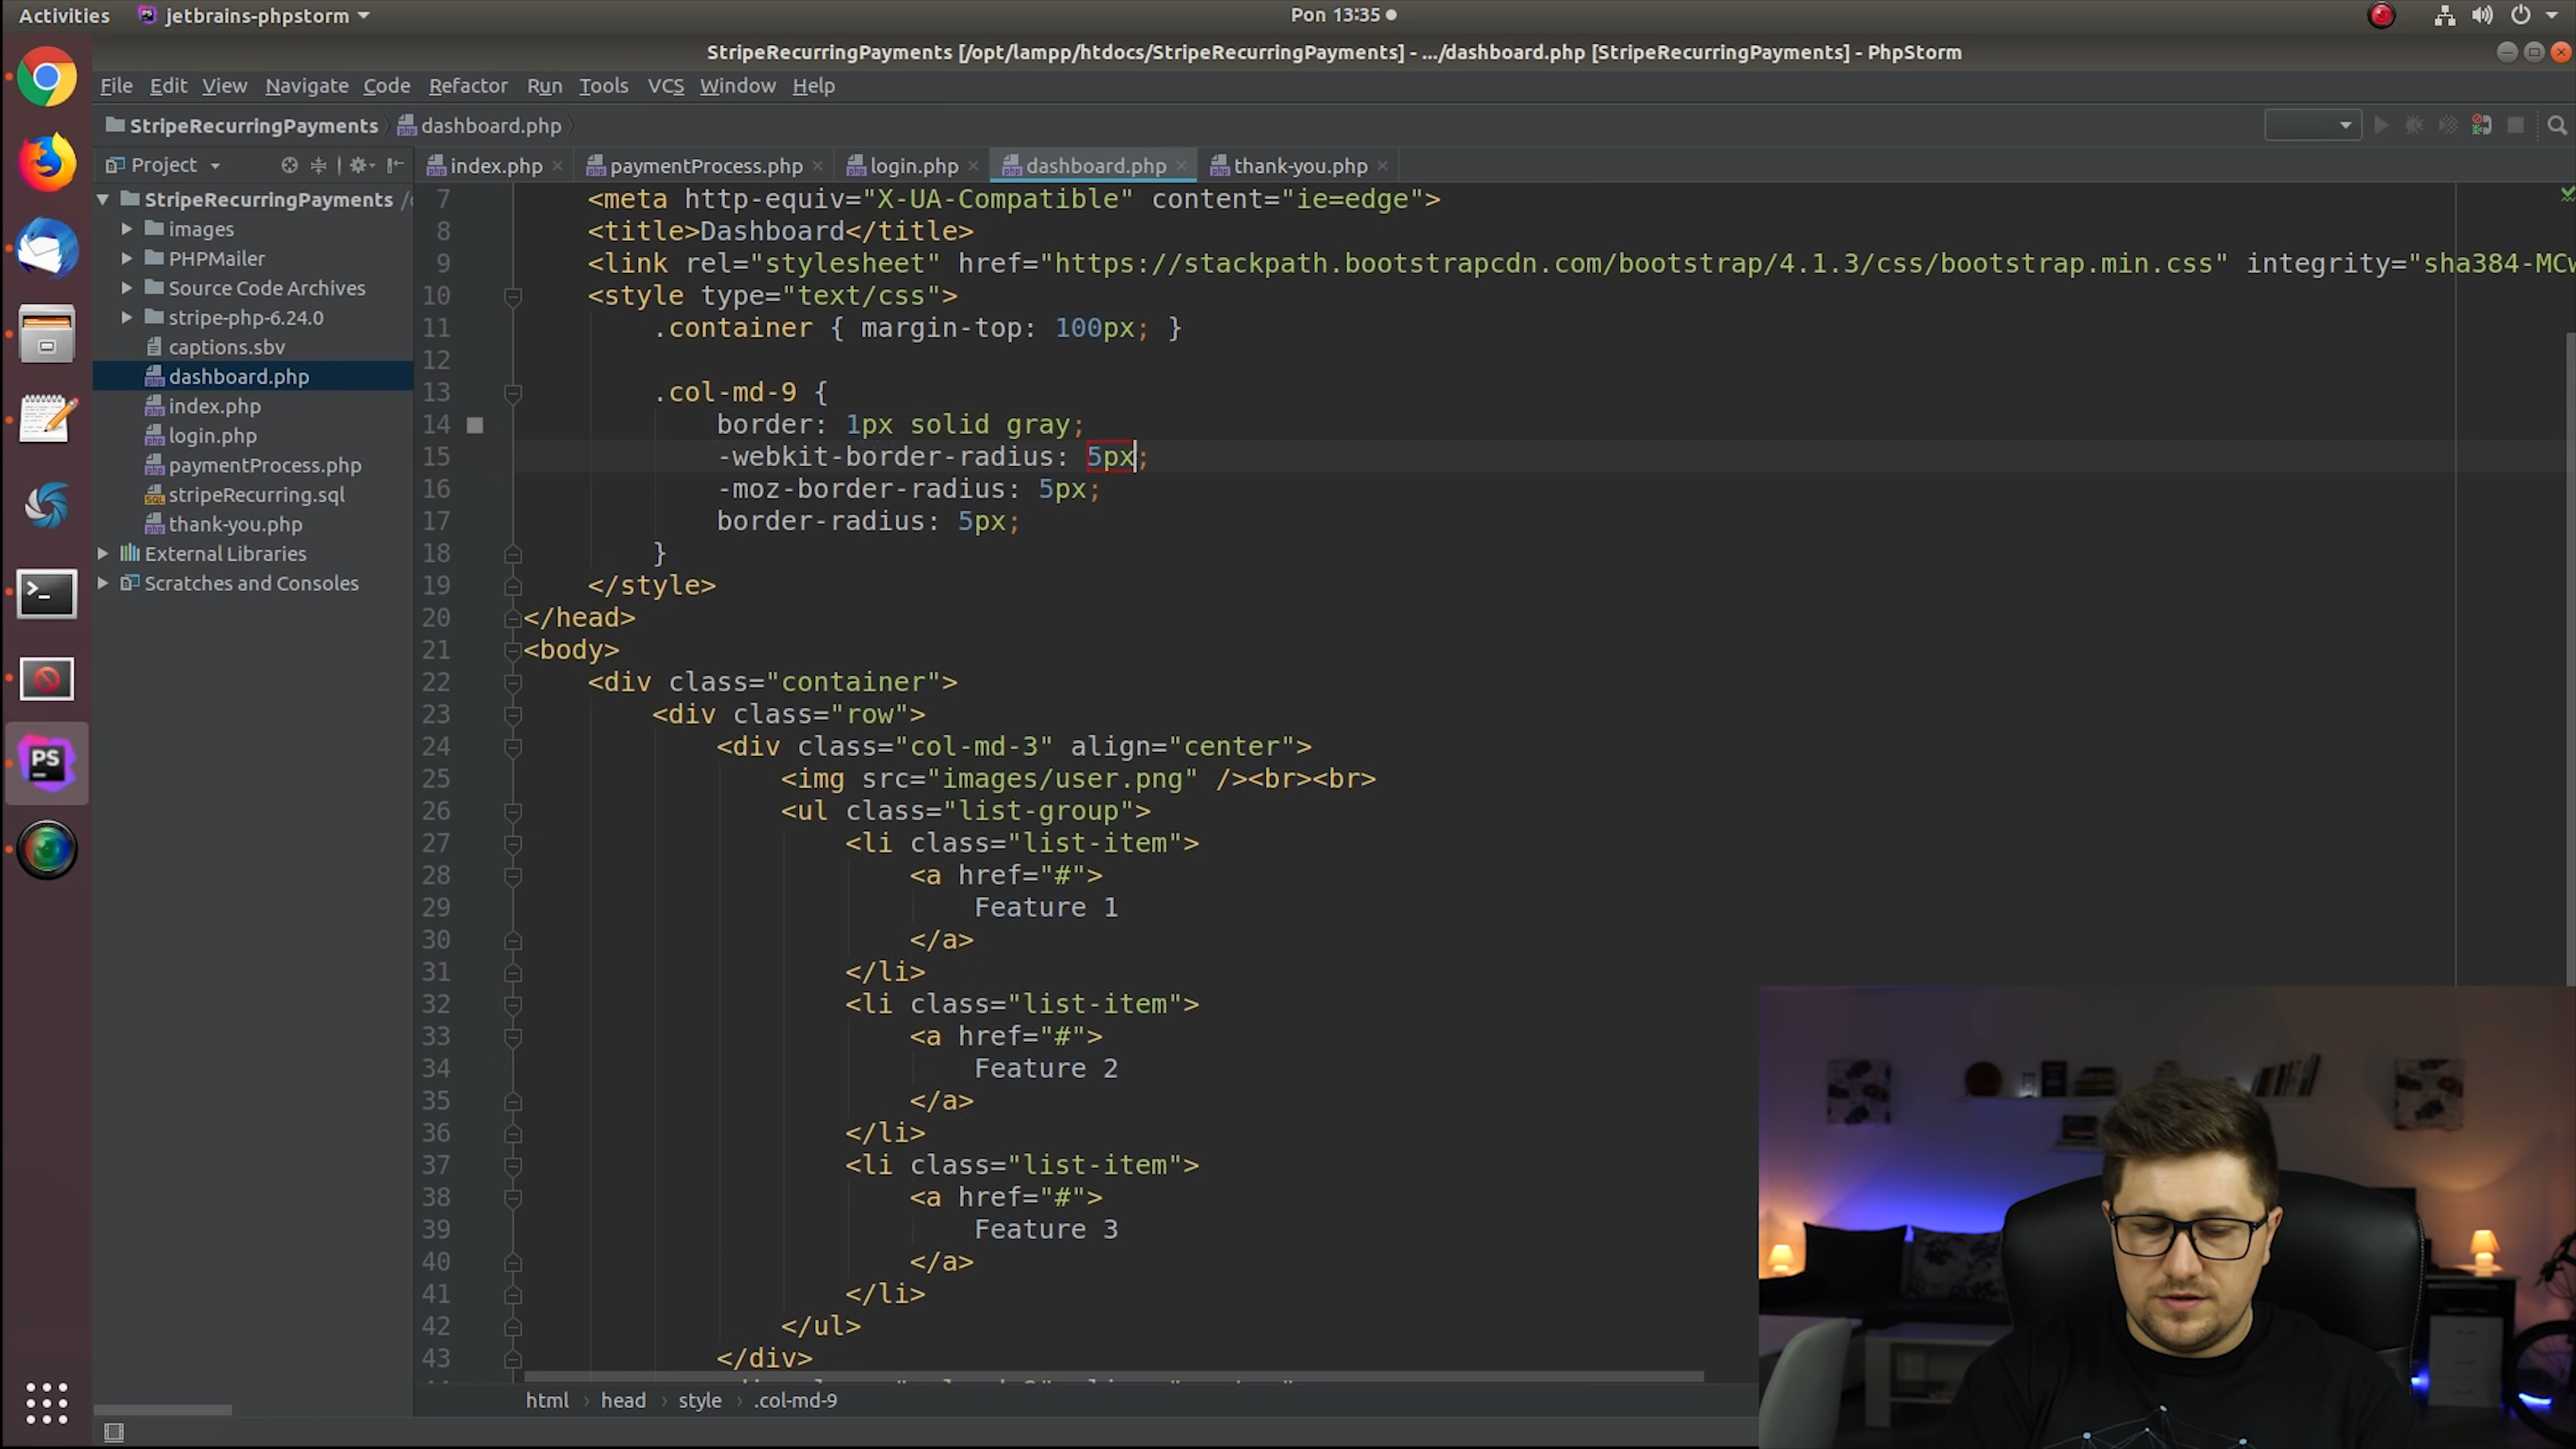 Activities
jetbrains-phpstorm
Pon 13:35
StripeRecurringPayments [/opt/lampp/htdocs/StripeRecurringPayments] - .../dashboard.php [StripeRecurringPayments] - PhpStorm
File Edit View Navigate Code Refactor Run Tools VCS Window Help
StripeRecurringPayments dashboard.php
Project
index.php paymentProcess.php login.php dashboard.php thank-you.php
StripeRecurringPayments
images
PHPMailer
Source Code Archives
stripe-php-6.24.0
captions.sbv
dashboard.php
index.php
login.php
paymentProcess.php
stripeRecurring.sql
thank-you.php
External Libraries
Scratches and Consoles
7 <meta http-equiv="X-UA-Compatible" content="ie=edge">
8 <title>Dashboard</title>
9 <link rel="stylesheet" href="https://stackpath.bootstrapcdn.com/bootstrap/4.1.3/css/bootstrap.min.css" integrity="sha384-MCw
10 <style type="text/css">
11 .container { margin-top: 100px; }
12
13 .col-md-9 {
14 border: 1px solid gray;
15 -webkit-border-radius: 5px;
16 -moz-border-radius: 5px;
17 border-radius: 5px;
18 }
19 </style>
20 </head>
21 <body>
22 <div class="container">
23 <div class="row">
24 <div class="col-md-3" align="center">
25 <img src="images/user.png" /><br><br>
26 <ul class="list-group">
27 <li class="list-item">
28 <a href="#">
29 Feature 1
30 </a>
31 </li>
32 <li class="list-item">
33 <a href="#">
34 Feature 2
35 </a>
36 </li>
37 <li class="list-item">
38 <a href="#">
39 Feature 3
40 </a>
41 </li>
42 </ul>
43 </div>
html › head › style › .col-md-9
PS